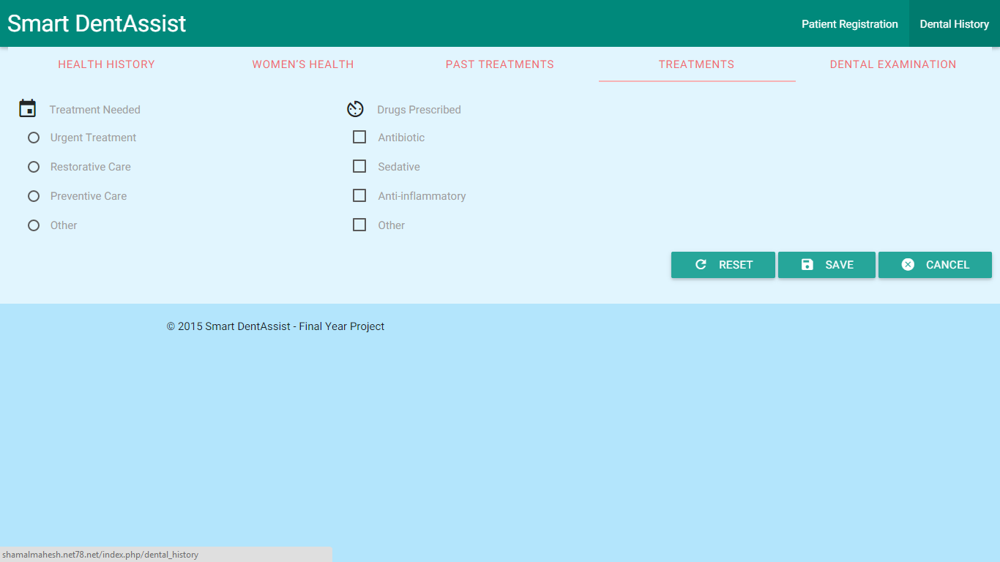 Smart DentAssist
Patient Registration
Dental History
HEALTH HISTORY
WOMEN'S HEALTH
PAST TREATMENTS
TREATMENTS
DENTAL EXAMINATION
Treatment Needed
Urgent Treatment
Restorative Care
Preventive Care
Other
Drugs Prescribed
Antibiotic
Sedative
Anti-inflammatory
Other
RESET
SAVE
CANCEL
© 2015 Smart DentAssist - Final Year Project
shamalmahesh.net78.net/index.php/dental_history